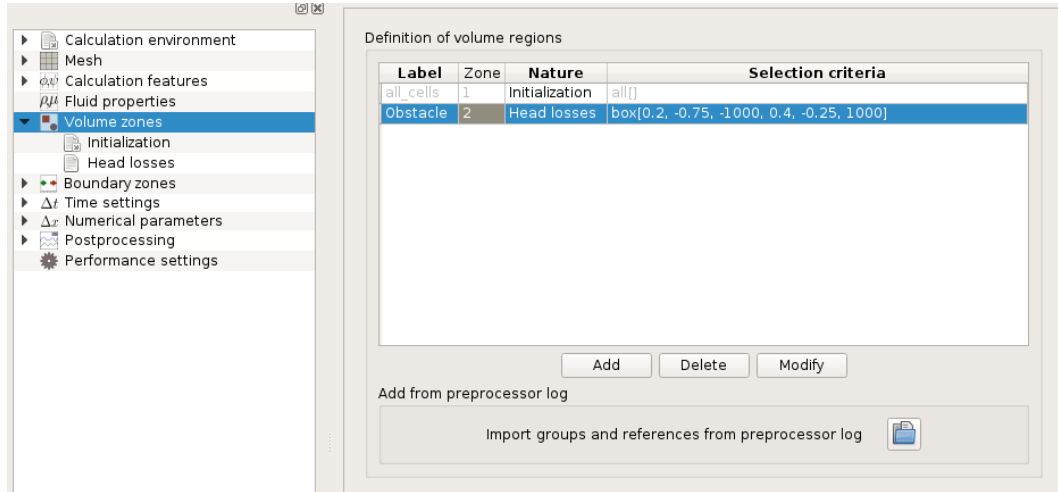 Calculation environment
Mesh
φ,ψ Calculation features
ρμ Fluid properties
Volume zones
Initialization
Head losses
Boundary zones
Δt Time settings
Δx Numerical parameters
Postprocessing
Performance settings
Definition of volume regions
Label Zone Nature Selection criteria
all_cells 1 Initialization all[]
Obstacle 2 Head losses box[0.2, -0.75, -1000, 0.4, -0.25, 1000]
Add Delete Modify
Add from preprocessor log
Import groups and references from preprocessor log